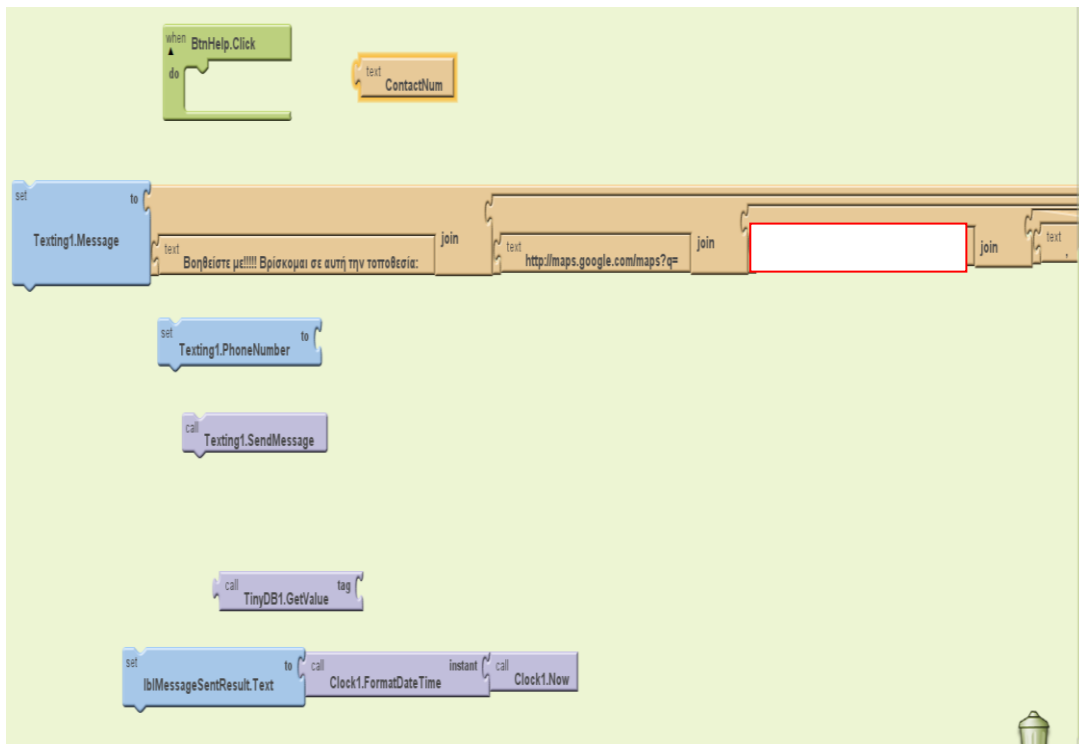 when BtnHelp.Click
do
text ContactNum
set Texting1.Message to
text Βοηθείστε με!!!!! Βρίσκομαι σε αυτή την τοποθεσία: join
text http://maps.google.com/maps?q= join
join
text ,
set Texting1.PhoneNumber to
call Texting1.SendMessage
call TinyDB1.GetValue tag
set lblMessageSentResult.Text to call Clock1.FormatDateTime instant call Clock1.Now